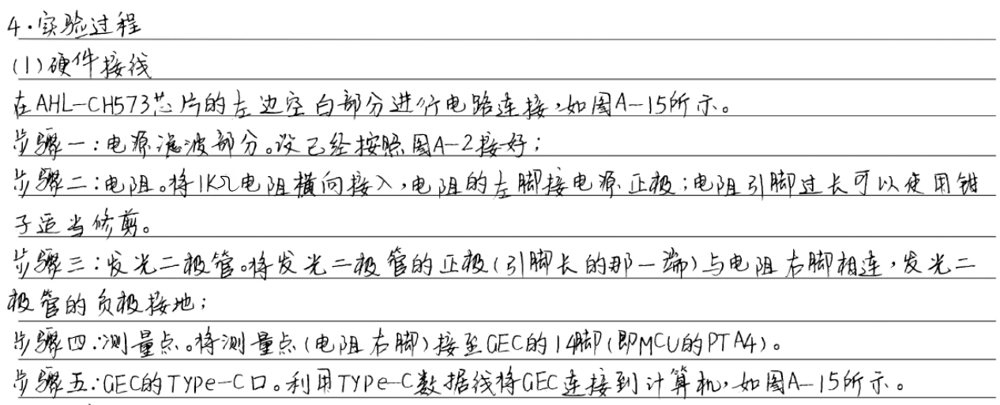 4.实验过程
(1)硬件接线
在AHL-CH573芯片的左边空白部分进行电路连接,如图A-15所示。
步骤一:电源滤波部分。设已经按照图A-2接好;
步骤二:电阻。将1KΩ电阻横向接入,电阻的左脚接电源正极;电阻引脚过长可以使用钳
子适当修剪。
步骤三:发光二极管。将发光二极管的正极(引脚长的那一端)与电阻右脚相连,发光二
极管的负极接地;
步骤四:测量点。将测量点(电阻右脚)接至GEC的14脚(即MCU的PTA4)。
步骤五:GEC的TYPe-C口。利用TYPe-C数据线将GEC连接到计算机,如图A-15所示。